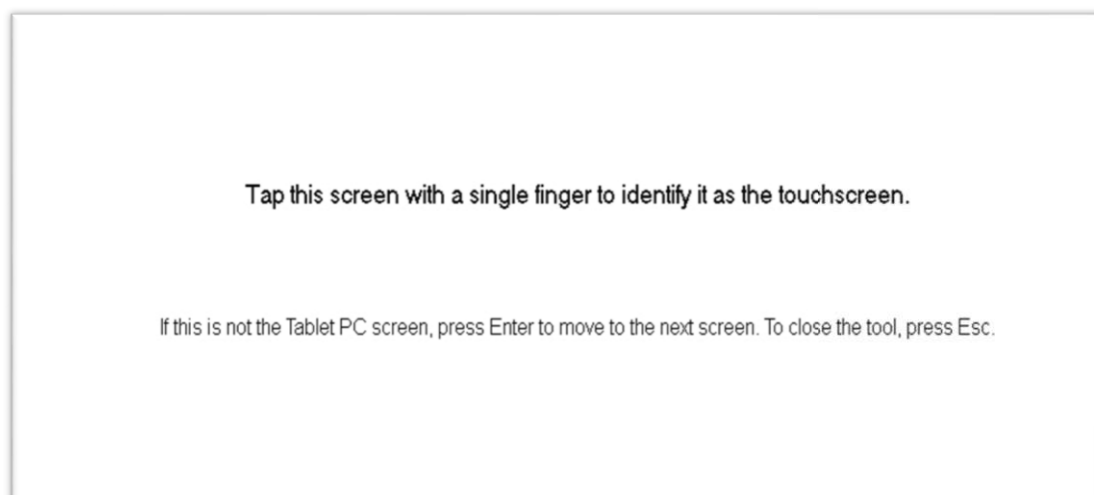 Tap this screen with a single finger to identify it as the touchscreen.
If this is not the Tablet PC screen, press Enter to move to the next screen. To close the tool, press Esc.